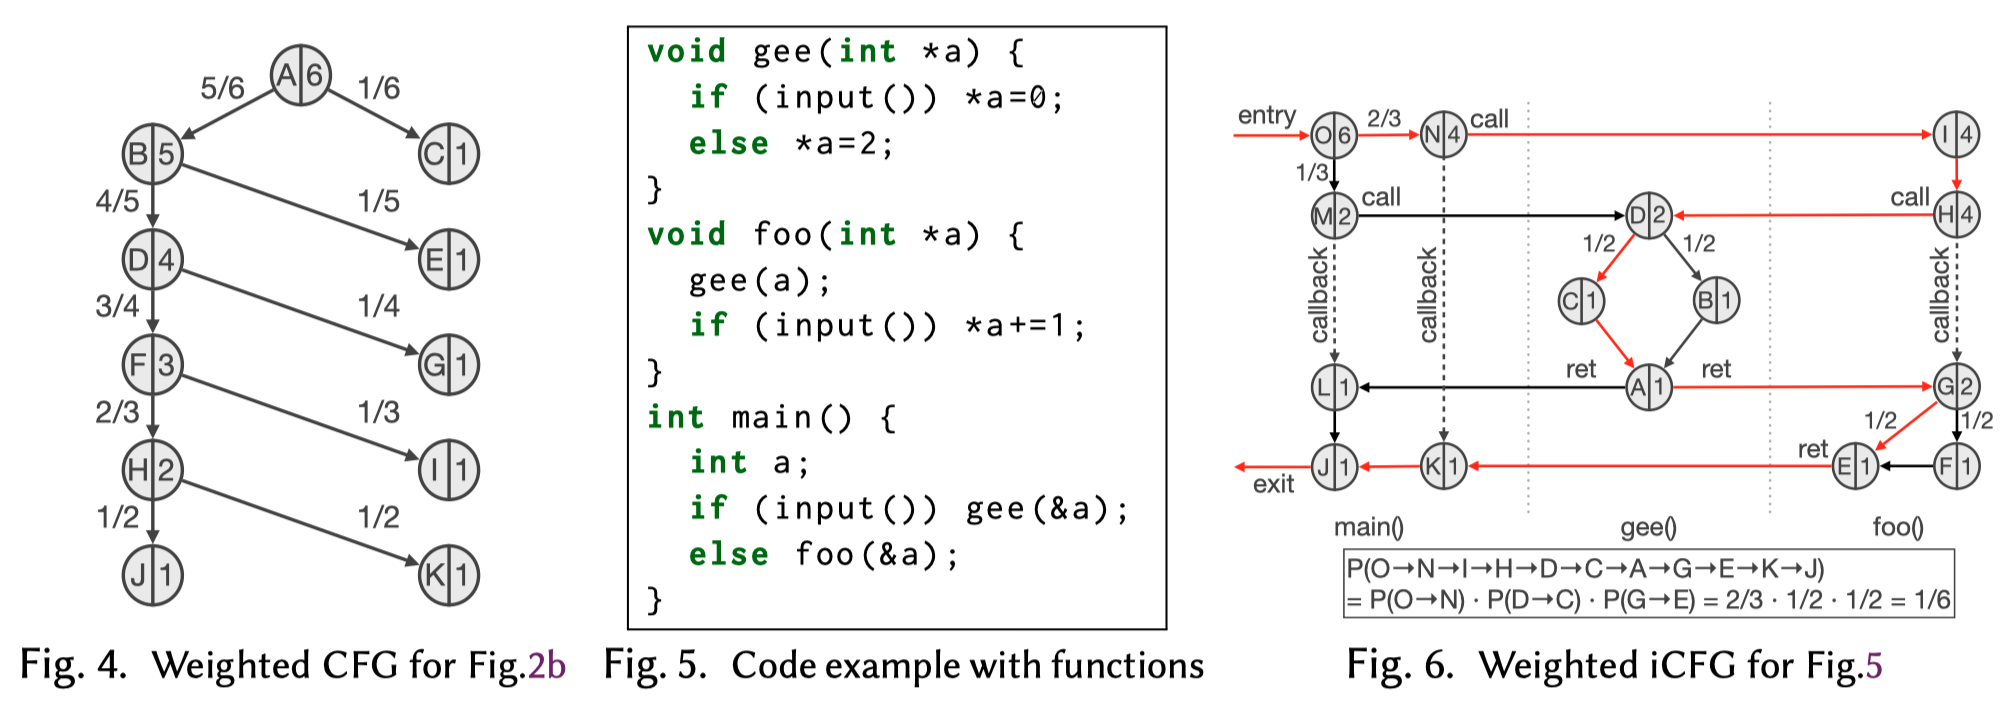 A 6
5/6
1/6
B 5
C 1
4/5
1/5
D 4
E 1
3/4
1/4
F 3
G 1
2/3
1/3
H 2
I 1
1/2
1/2
J 1
K 1
Fig. 4. Weighted CFG for Fig.2b
void gee(int *a) {
if (input()) *a=0;
else *a=2;
}
void foo(int *a) {
gee(a);
if (input()) *a+=1;
}
int main() {
int a;
if (input()) gee(&a);
else foo(&a);
}
Fig. 5. Code example with functions
entry
O 6
2/3
N 4
call
I 4
1/3
M 2
call
D 2
call
H 4
1/2
1/2
callback
callback
C 1
B 1
callback
L 1
ret
A 1
ret
G 2
1/2
1/2
exit
J 1
K 1
ret
E 1
F 1
main()
gee()
foo()
P(O→N→I→H→D→C→A→G→E→K→J)
= P(O→N) · P(D→C) · P(G→E) = 2/3 · 1/2 · 1/2 = 1/6
Fig. 6. Weighted iCFG for Fig.5